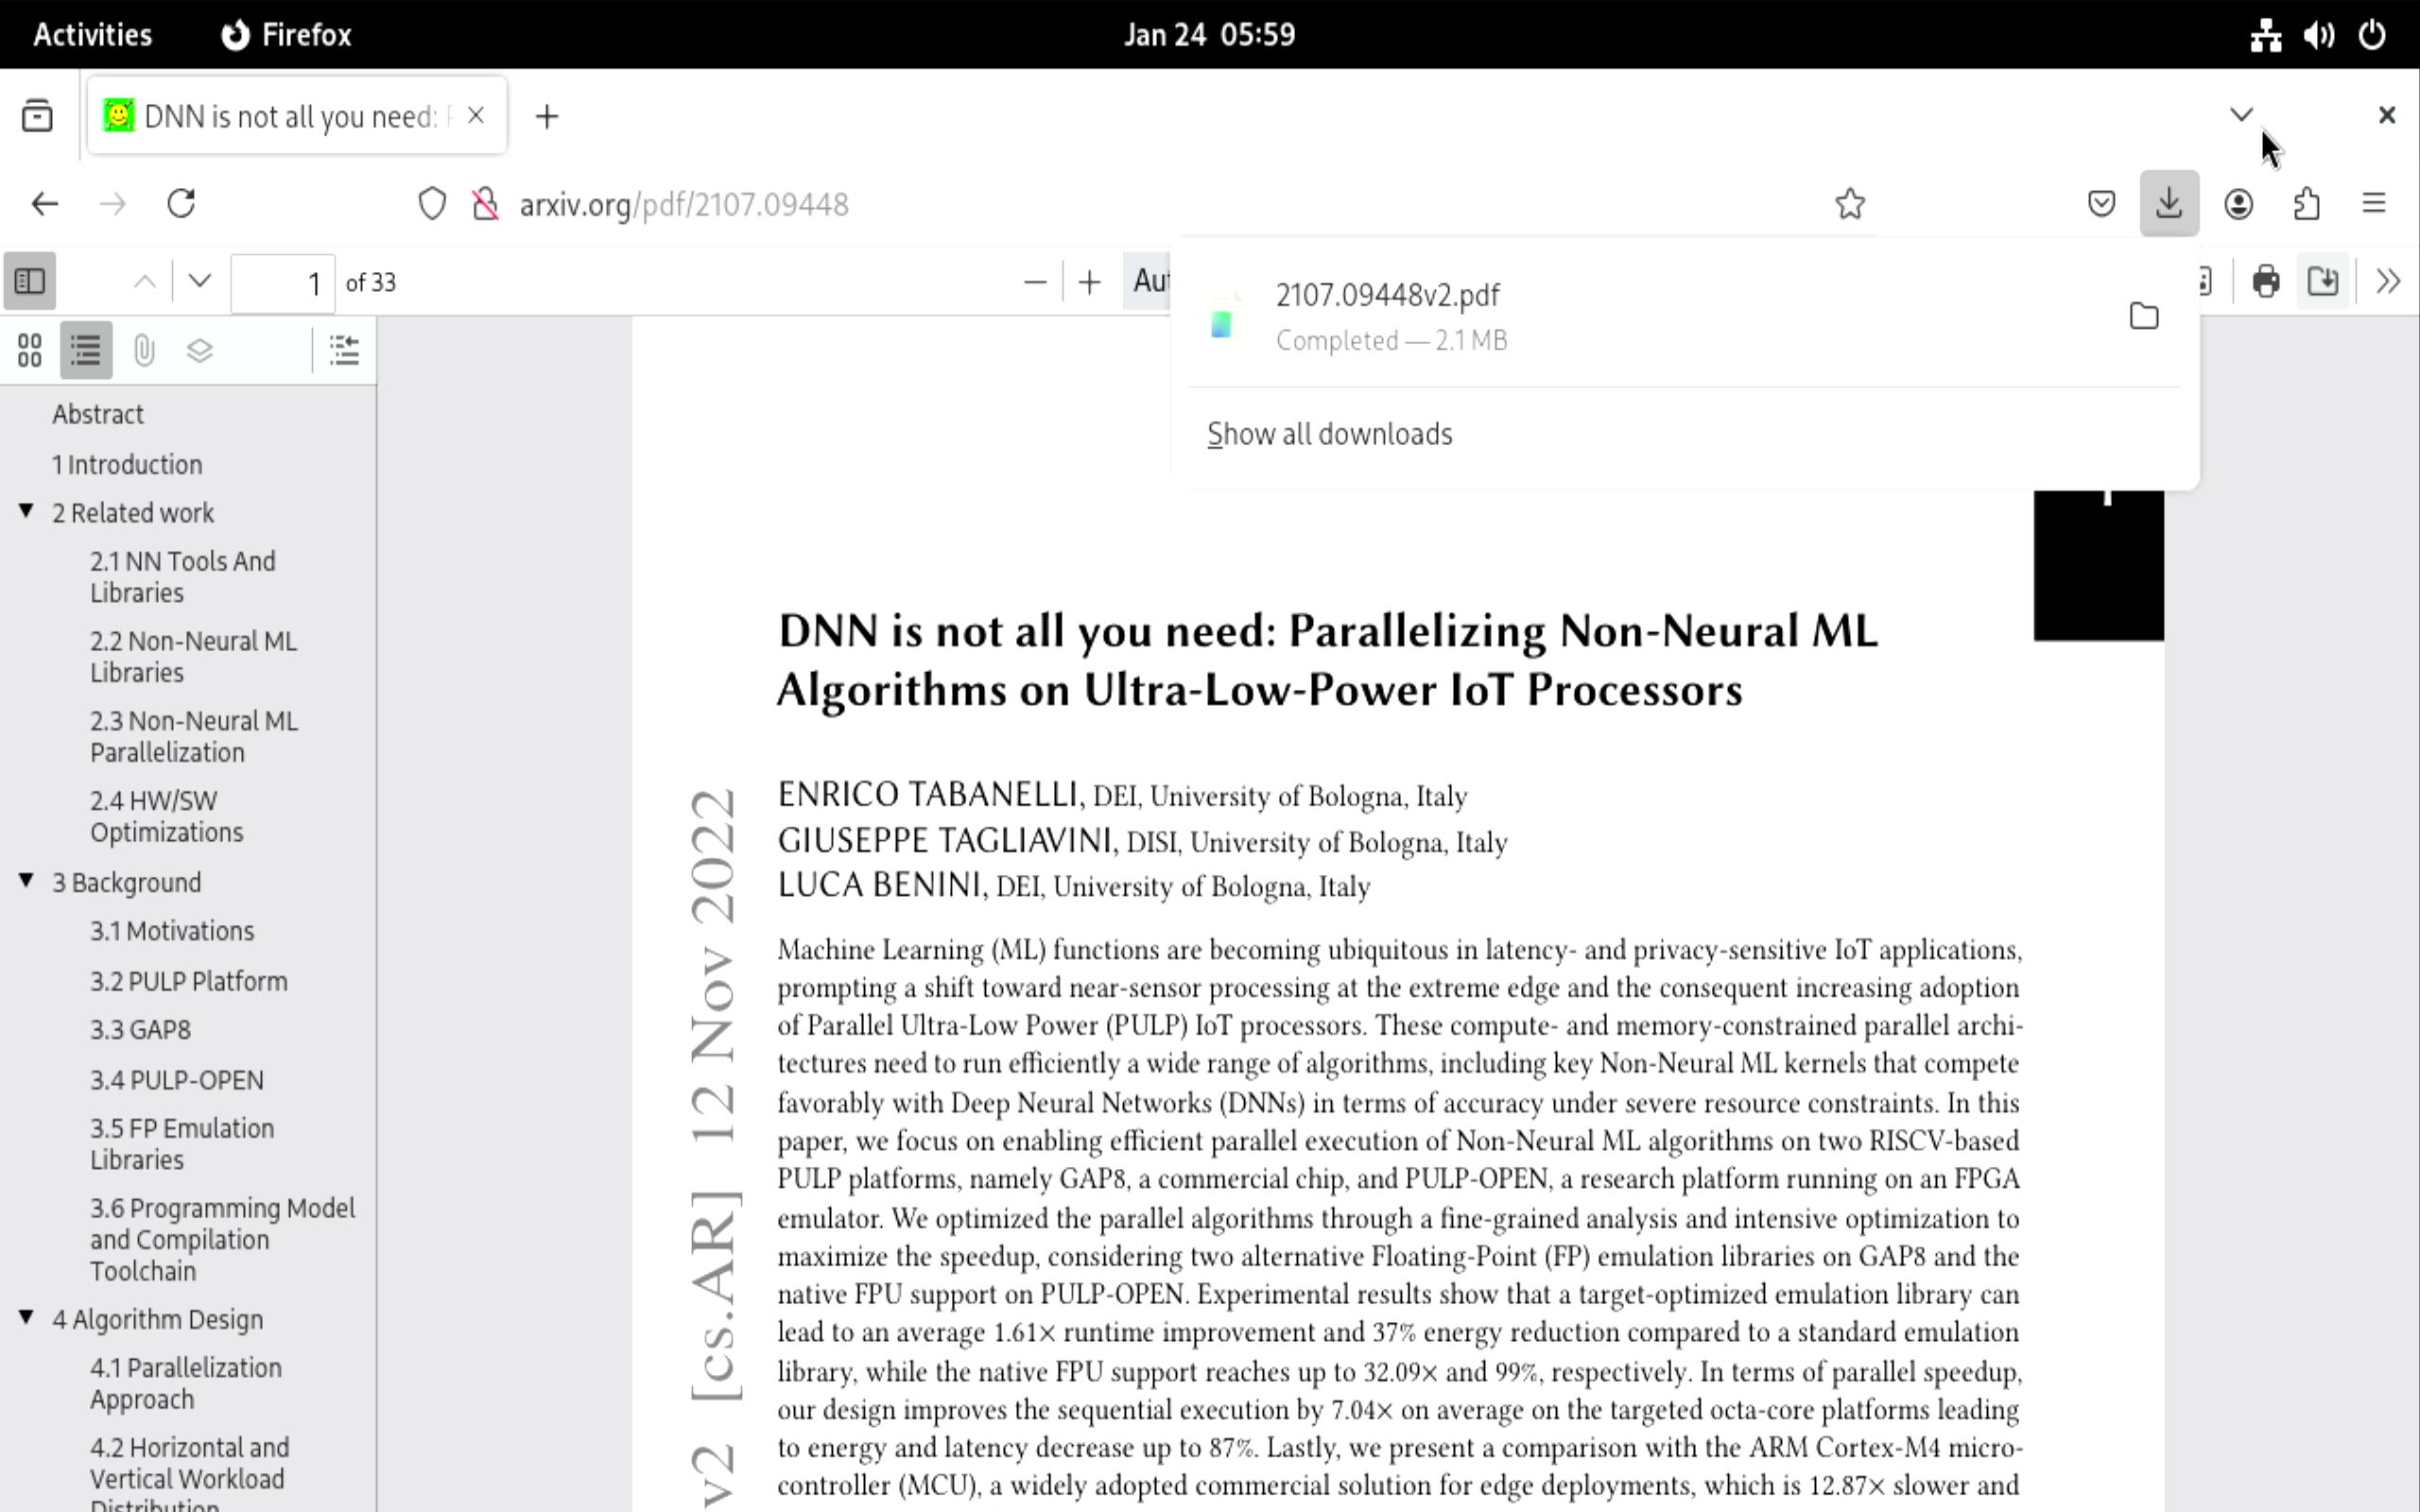 Activities Firefox Jan 24 05:59
DNN is not all you need:
arxiv.org/pdf/2107.09448
1 of 33
2107.09448v2.pdf
Completed — 2.1 MB
Show all downloads
Abstract
1 Introduction
2 Related work
2.1 NN Tools And
Libraries
2.2 Non-Neural ML
Libraries
2.3 Non-Neural ML
Parallelization
2.4 HW/SW
Optimizations
3 Background
3.1 Motivations
3.2 PULP Platform
3.3 GAP8
3.4 PULP-OPEN
3.5 FP Emulation
Libraries
3.6 Programming Model
and Compilation
Toolchain
4 Algorithm Design
4.1 Parallelization
Approach
4.2 Horizontal and
Vertical Workload
Distribution
v2 [cs.AR] 12 Nov 2022
DNN is not all you need: Parallelizing Non-Neural ML
Algorithms on Ultra-Low-Power IoT Processors
ENRICO TABANELLI, DEI, University of Bologna, Italy
GIUSEPPE TAGLIAVINI, DISI, University of Bologna, Italy
LUCA BENINI, DEI, University of Bologna, Italy
Machine Learning (ML) functions are becoming ubiquitous in latency- and privacy-sensitive IoT applications,
prompting a shift toward near-sensor processing at the extreme edge and the consequent increasing adoption
of Parallel Ultra-Low Power (PULP) IoT processors. These compute- and memory-constrained parallel archi-
tectures need to run efficiently a wide range of algorithms, including key Non-Neural ML kernels that compete
favorably with Deep Neural Networks (DNNs) in terms of accuracy under severe resource constraints. In this
paper, we focus on enabling efficient parallel execution of Non-Neural ML algorithms on two RISCV-based
PULP platforms, namely GAP8, a commercial chip, and PULP-OPEN, a research platform running on an FPGA
emulator. We optimized the parallel algorithms through a fine-grained analysis and intensive optimization to
maximize the speedup, considering two alternative Floating-Point (FP) emulation libraries on GAP8 and the
native FPU support on PULP-OPEN. Experimental results show that a target-optimized emulation library can
lead to an average 1.61× runtime improvement and 37% energy reduction compared to a standard emulation
library, while the native FPU support reaches up to 32.09× and 99%, respectively. In terms of parallel speedup,
our design improves the sequential execution by 7.04× on average on the targeted octa-core platforms leading
to energy and latency decrease up to 87%. Lastly, we present a comparison with the ARM Cortex-M4 micro-
controller (MCU), a widely adopted commercial solution for edge deployments, which is 12.87× slower and